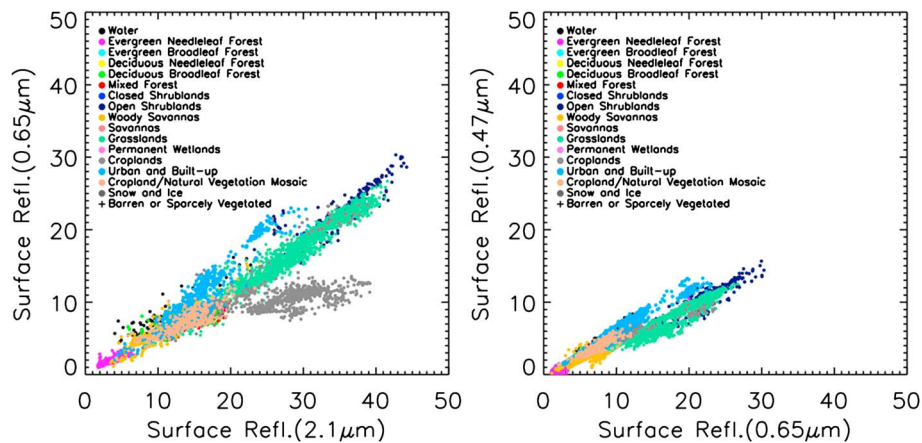 50
40
30
20
10
0
Surface Refl.(0.65μm)
Water
Evergreen Needleleaf Forest
Evergreen Broadleaf Forest
Deciduous Needleleaf Forest
Deciduous Broadleaf Forest
Mixed Forest
Closed Shrublands
Open Shrublands
Woody Savannas
Savannas
Grasslands
Permanent Wetlands
Croplands
Urban and Built-up
Cropland/Natural Vegetation Mosaic
Snow and Ice
+ Barren or Sparcely Vegetated
0 10 20 30 40 50
Surface Refl.(2.1μm)
50
40
30
20
10
0
Surface Refl.(0.47μm)
Water
Evergreen Needleleaf Forest
Evergreen Broadleaf Forest
Deciduous Needleleaf Forest
Deciduous Broadleaf Forest
Mixed Forest
Closed Shrublands
Open Shrublands
Woody Savannas
Savannas
Grasslands
Permanent Wetlands
Croplands
Urban and Built-up
Cropland/Natural Vegetation Mosaic
Snow and Ice
+ Barren or Sparcely Vegetated
0 10 20 30 40 50
Surface Refl.(0.65μm)